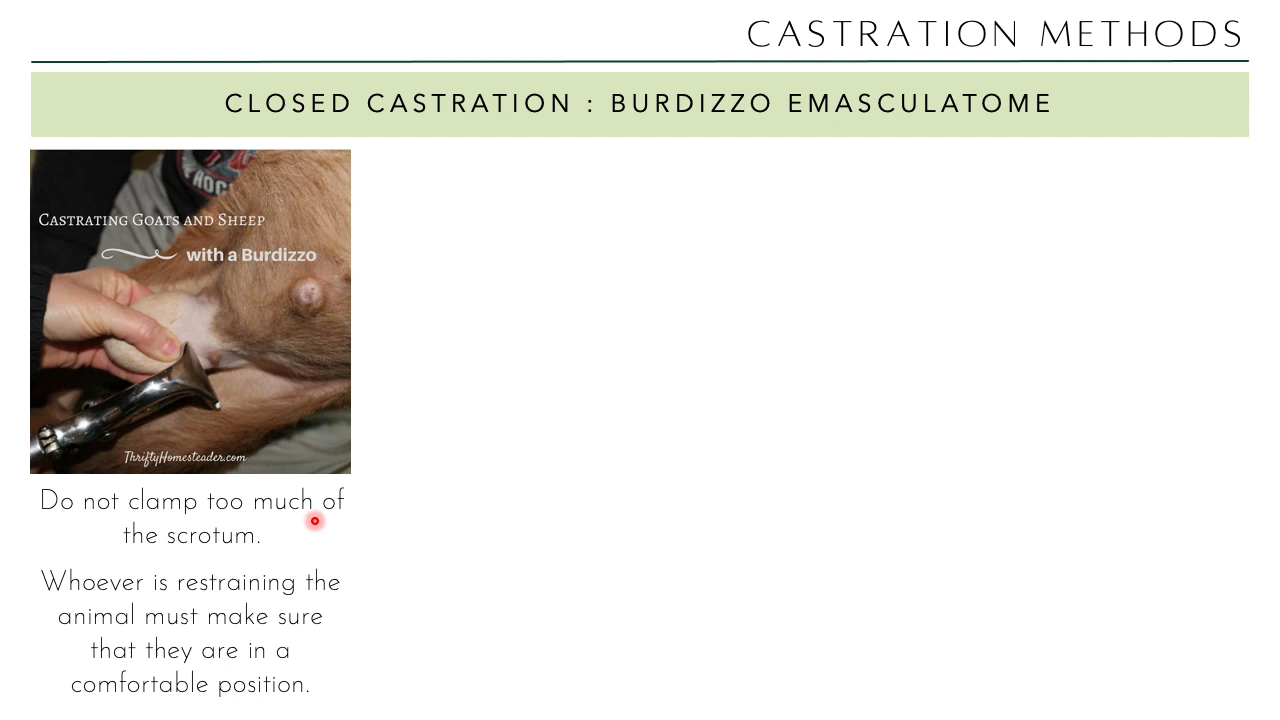 CASTRATION METHODS
CLOSED CASTRATION : BURDIZZO EMASCULATOME
CASTRATING GOATS AND SHEEP
with a Burdizzo
ThriftyHomesteader.com
Do not clamp too much of
the scrotum.
Whoever is restraining the
animal must make sure
that they are in a
comfortable position.